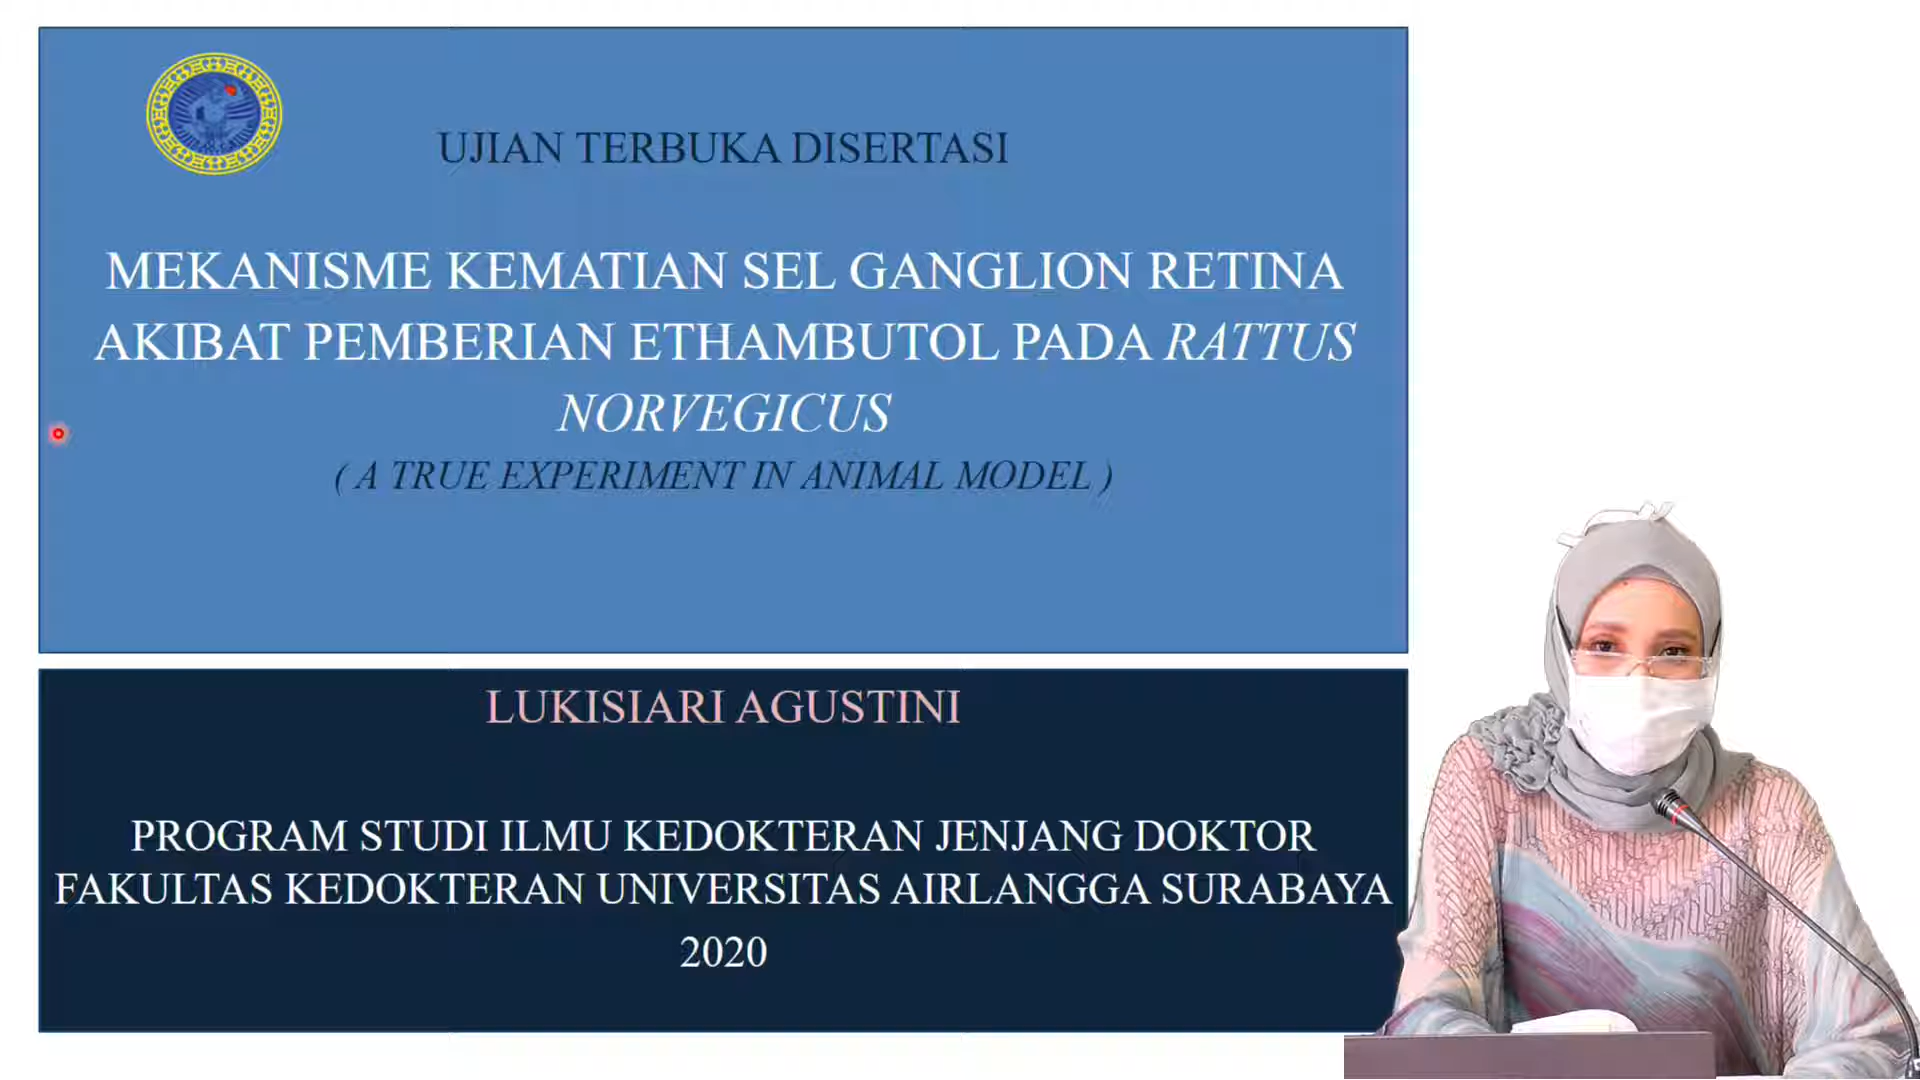 UJIAN TERBUKA DISERTASI
MEKANISME KEMATIAN SEL GANGLION RETINA
AKIBAT PEMBERIAN ETHAMBUTOL PADA RATTUS
NORVEGICUS
( A TRUE EXPERIMENT IN ANIMAL MODEL )
LUKISIARI AGUSTINI
PROGRAM STUDI ILMU KEDOKTERAN JENJANG DOKTOR
FAKULTAS KEDOKTERAN UNIVERSITAS AIRLANGGA SURABAYA
2020